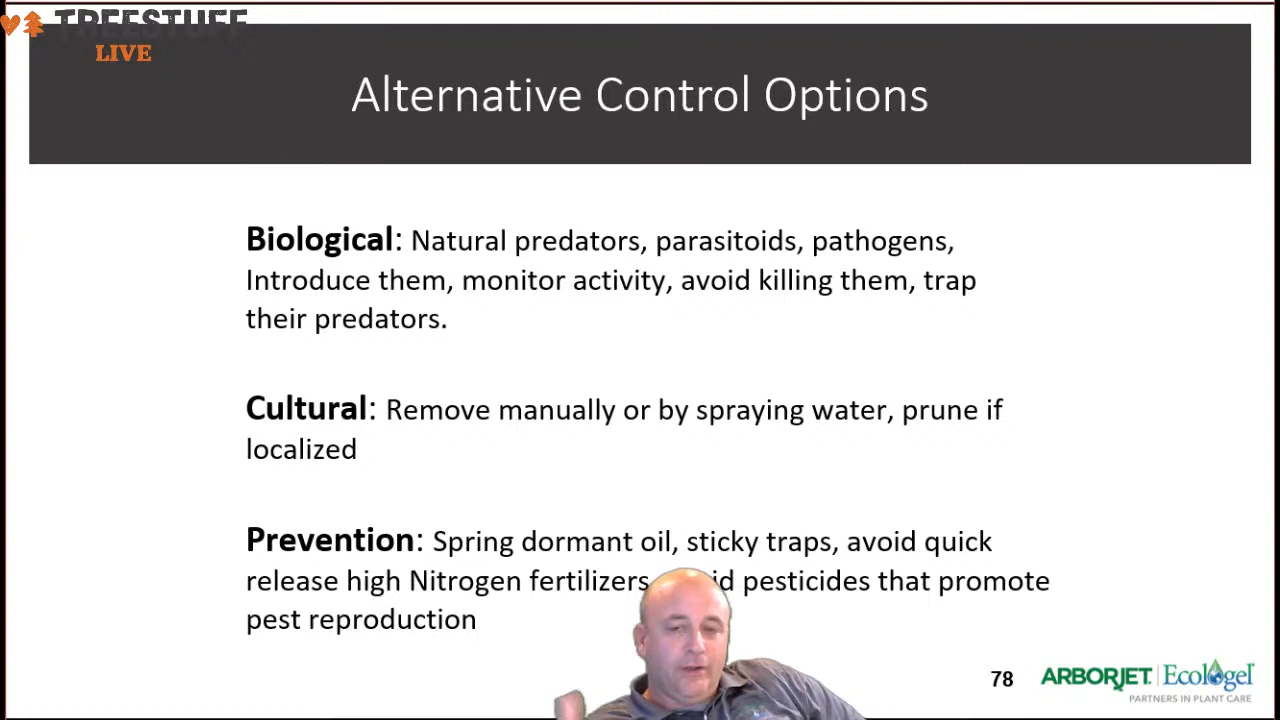 TREESTUFF
LIVE
Alternative Control Options
Biological: Natural predators, parasitoids, pathogens,
Introduce them, monitor activity, avoid killing them, trap
their predators.
Cultural: Remove manually or by spraying water, prune if
localized
Prevention: Spring dormant oil, sticky traps, avoid quick
release high Nitrogen fertilizers pesticides that promote
pest reproduction
78
ARBORJET Ecologel
PARTNERS IN PLANT CARE